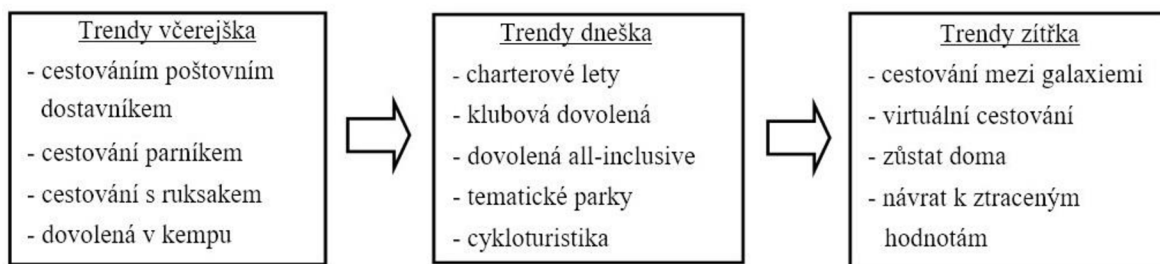 Trendy včerejška
- cestováním poštovním
dostavníkem
- cestování parníkem
- cestování s ruksakem
- dovolená v kempu
Trendy dneška
- charterové lety
- klubová dovolená
- dovolená all-inclusive
- tematické parky
- cykloturistika
Trendy zítřka
- cestování mezi galaxiemi
- virtuální cestování
- zůstat doma
- návrat k ztraceným
hodnotám